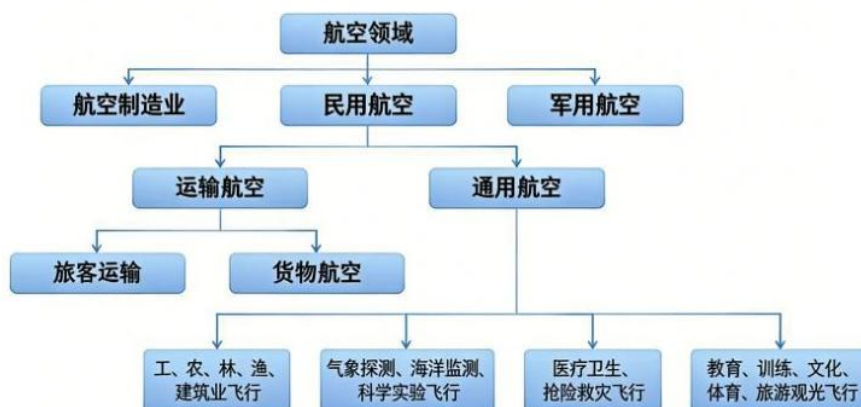 航空领域
航空制造业
民用航空
军用航空
运输航空
通用航空
旅客运输
货物航空
工、农、林、渔、
建筑业飞行
气象探测、海洋监测、
科学实验飞行
医疗卫生、
抢险救灾飞行
教育、训练、文化、
体育、旅游观光飞行